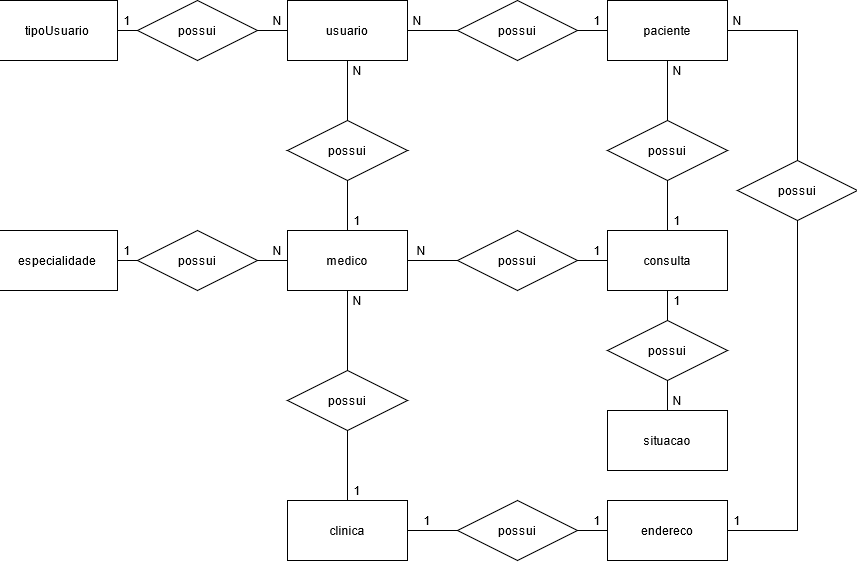 tipoUsuario 1 possui N usuario N possui 1 paciente N
N N
possui possui
possui
1 1
especialidade 1 possui N medico N possui 1 consulta
N 1
possui
possui
N
situacao
1
clinica 1 possui 1 endereco 1